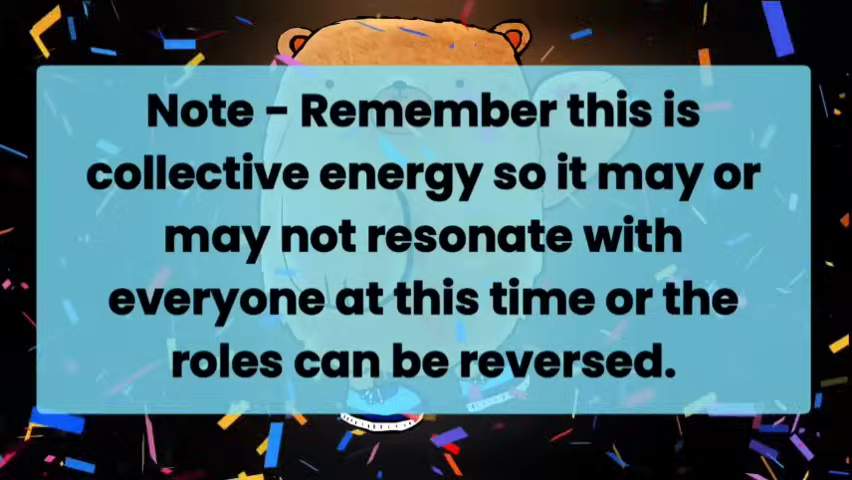 Note - Remember this is
collective energy so it may or
may not resonate with
everyone at this time or the
roles can be reversed.